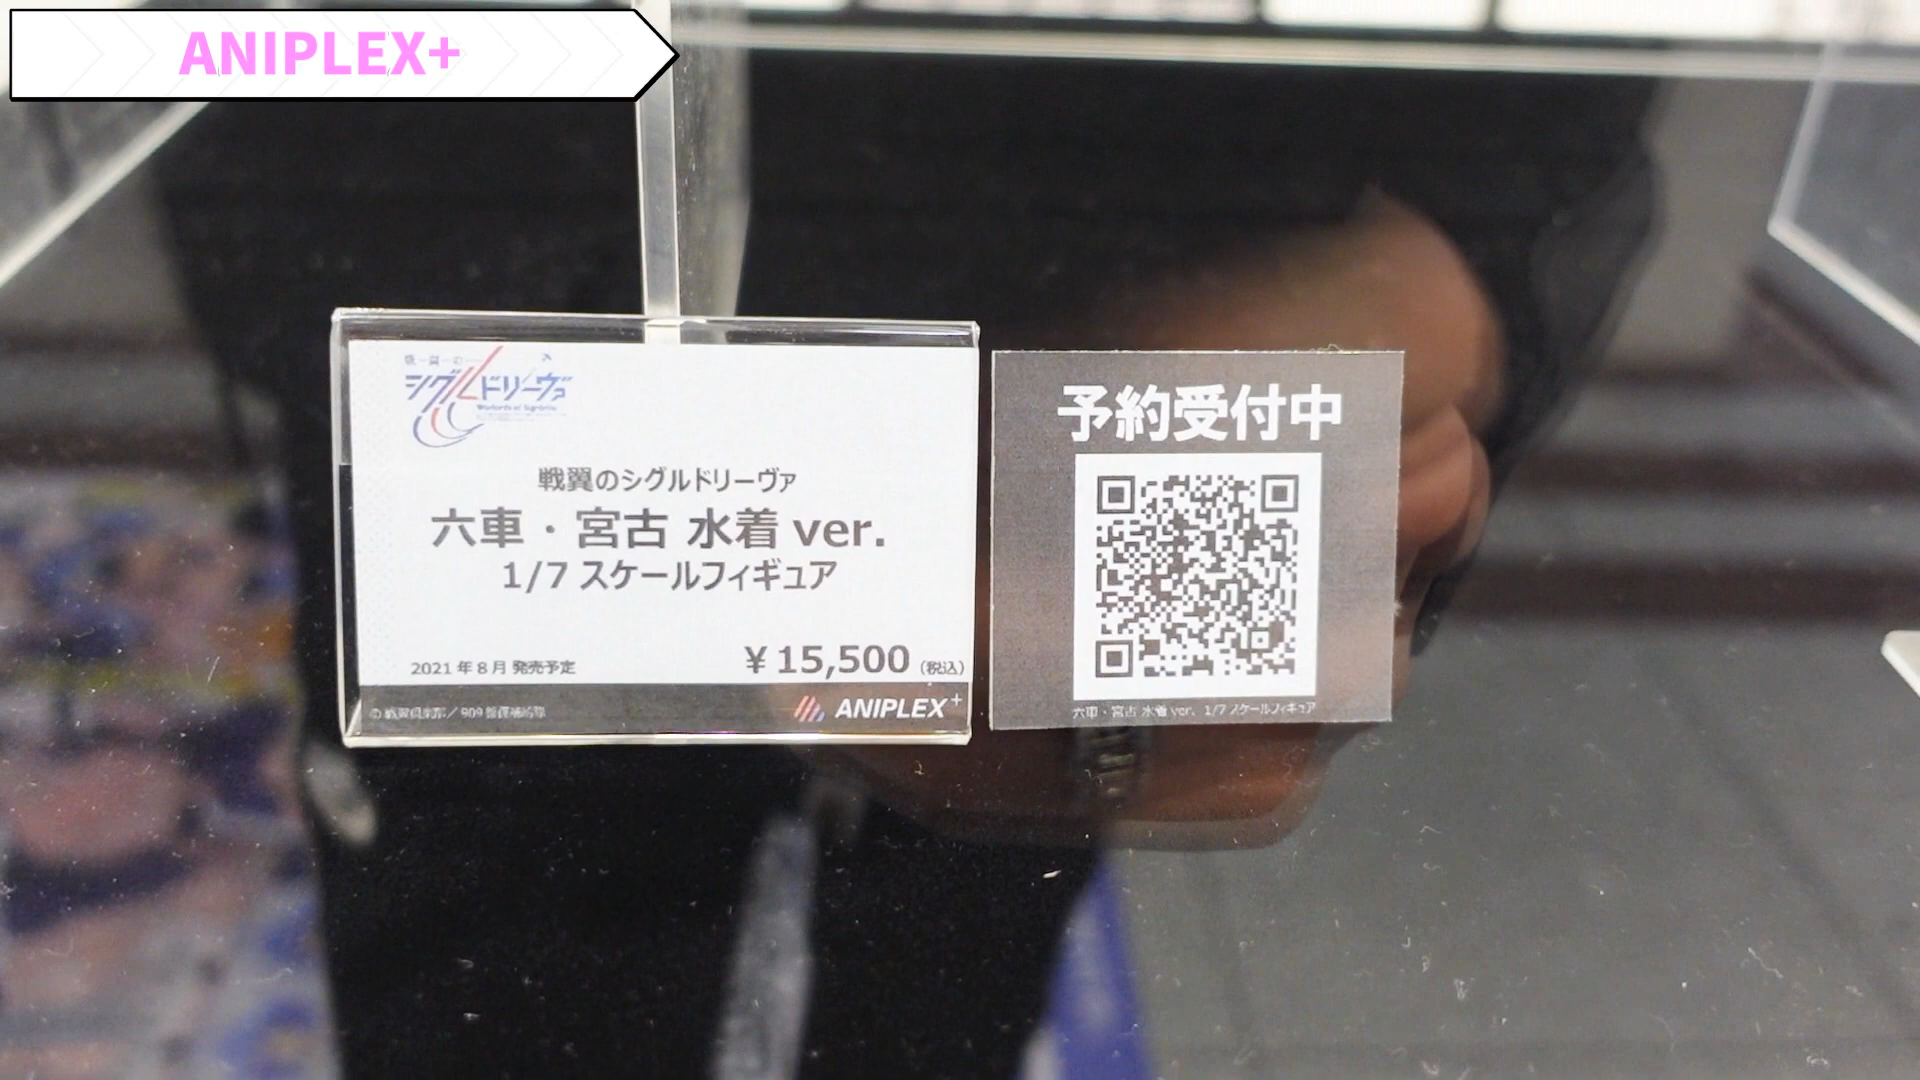 ANIPLEX+
シグルドリーヴァ
戦翼のシグルドリーヴァ
六車・宮古 水着 ver.
1/7 スケールフィギュア
2021年8月 発売予定
¥15,500 (税込)
ANIPLEX+
予約受付中
六車・宮古 水着 ver. 1/7 スケールフィギュア